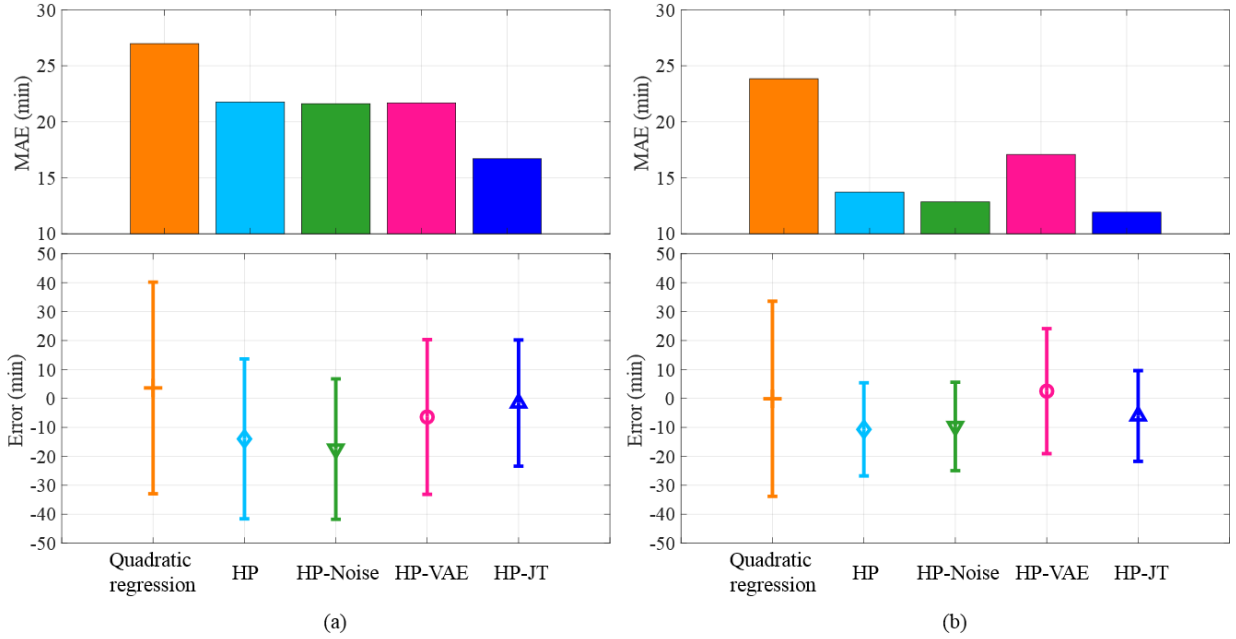 30
25
20
15
10
MAE (min)
50
40
30
20
10
0
-10
-20
-30
-40
-50
Error (min)
Quadratic
regression
HP
HP-Noise
HP-VAE
HP-JT
(a)
30
25
20
15
10
MAE (min)
50
40
30
20
10
0
-10
-20
-30
-40
-50
Error (min)
Quadratic
regression
HP
HP-Noise
HP-VAE
HP-JT
(b)